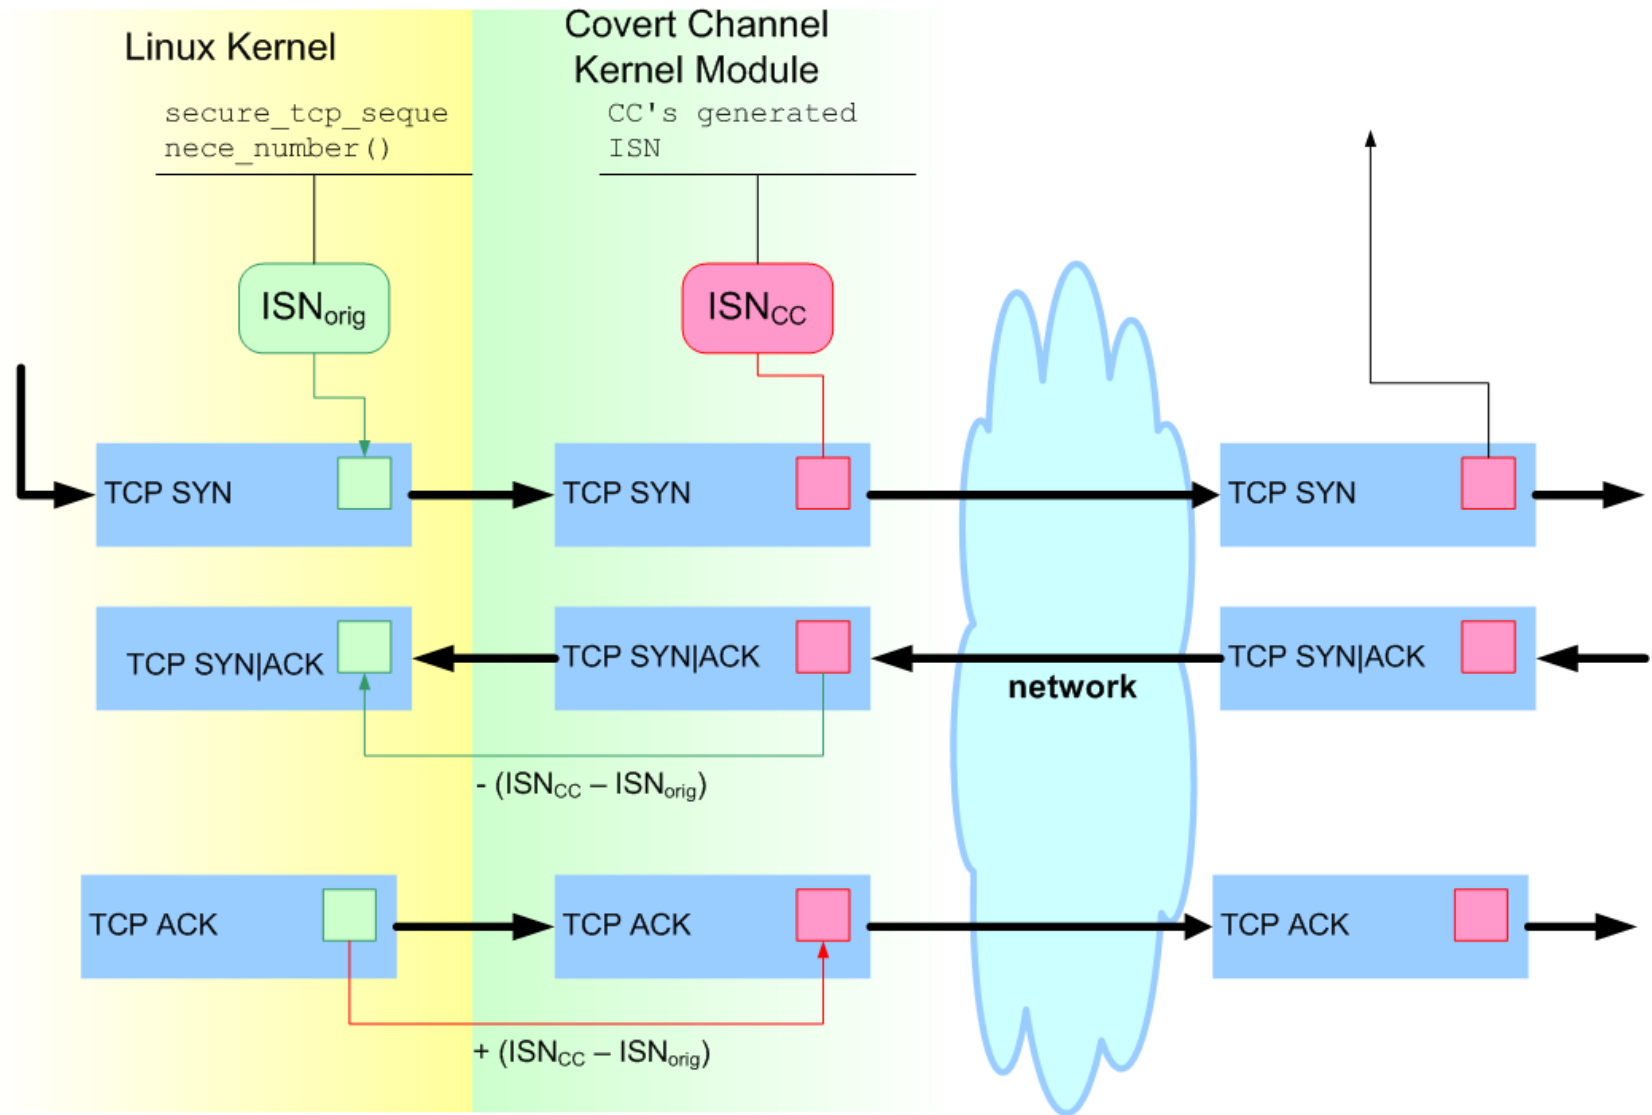 Linux Kernel
Covert Channel
Kernel Module
secure_tcp_seque
nece_number()
CC's generated
ISN
ISNorig
ISNCC
TCP SYN
TCP SYN
TCP SYN
TCP SYN|ACK
TCP SYN|ACK
TCP SYN|ACK
network
- (ISNCC – ISNorig)
TCP ACK
TCP ACK
TCP ACK
+ (ISNCC – ISNorig)